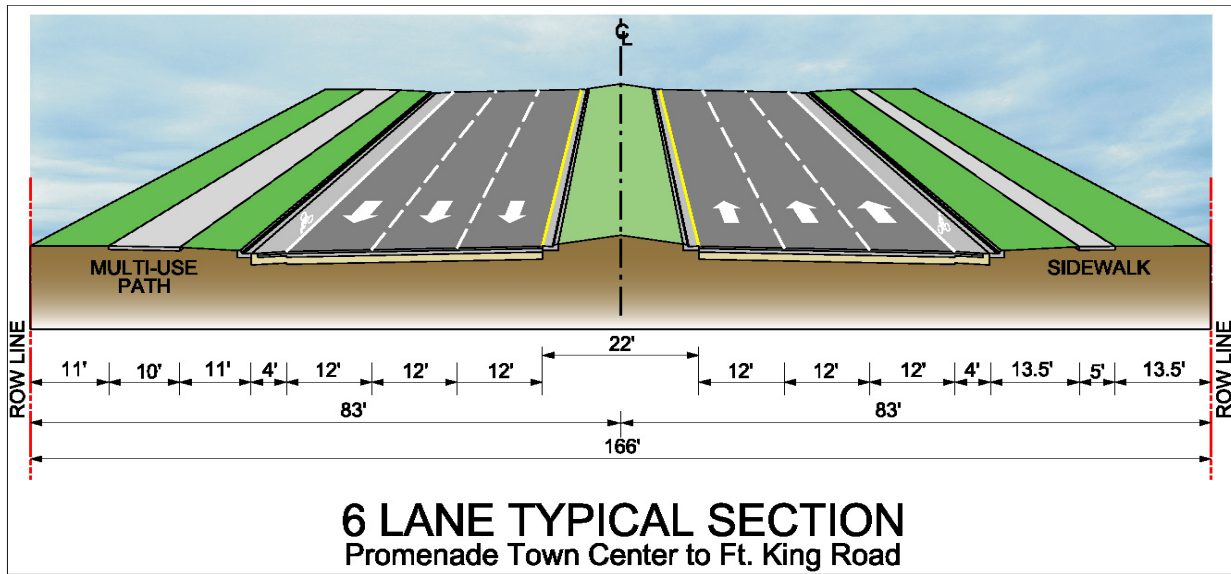 ℄
MULTI-USE
PATH
SIDEWALK
ROW LINE
ROW LINE
22'
11' 10' 11' 4' 12' 12' 12' 12' 12' 12' 4' 13.5' 5' 13.5'
83' 83'
166'
6 LANE TYPICAL SECTION
Promenade Town Center to Ft. King Road